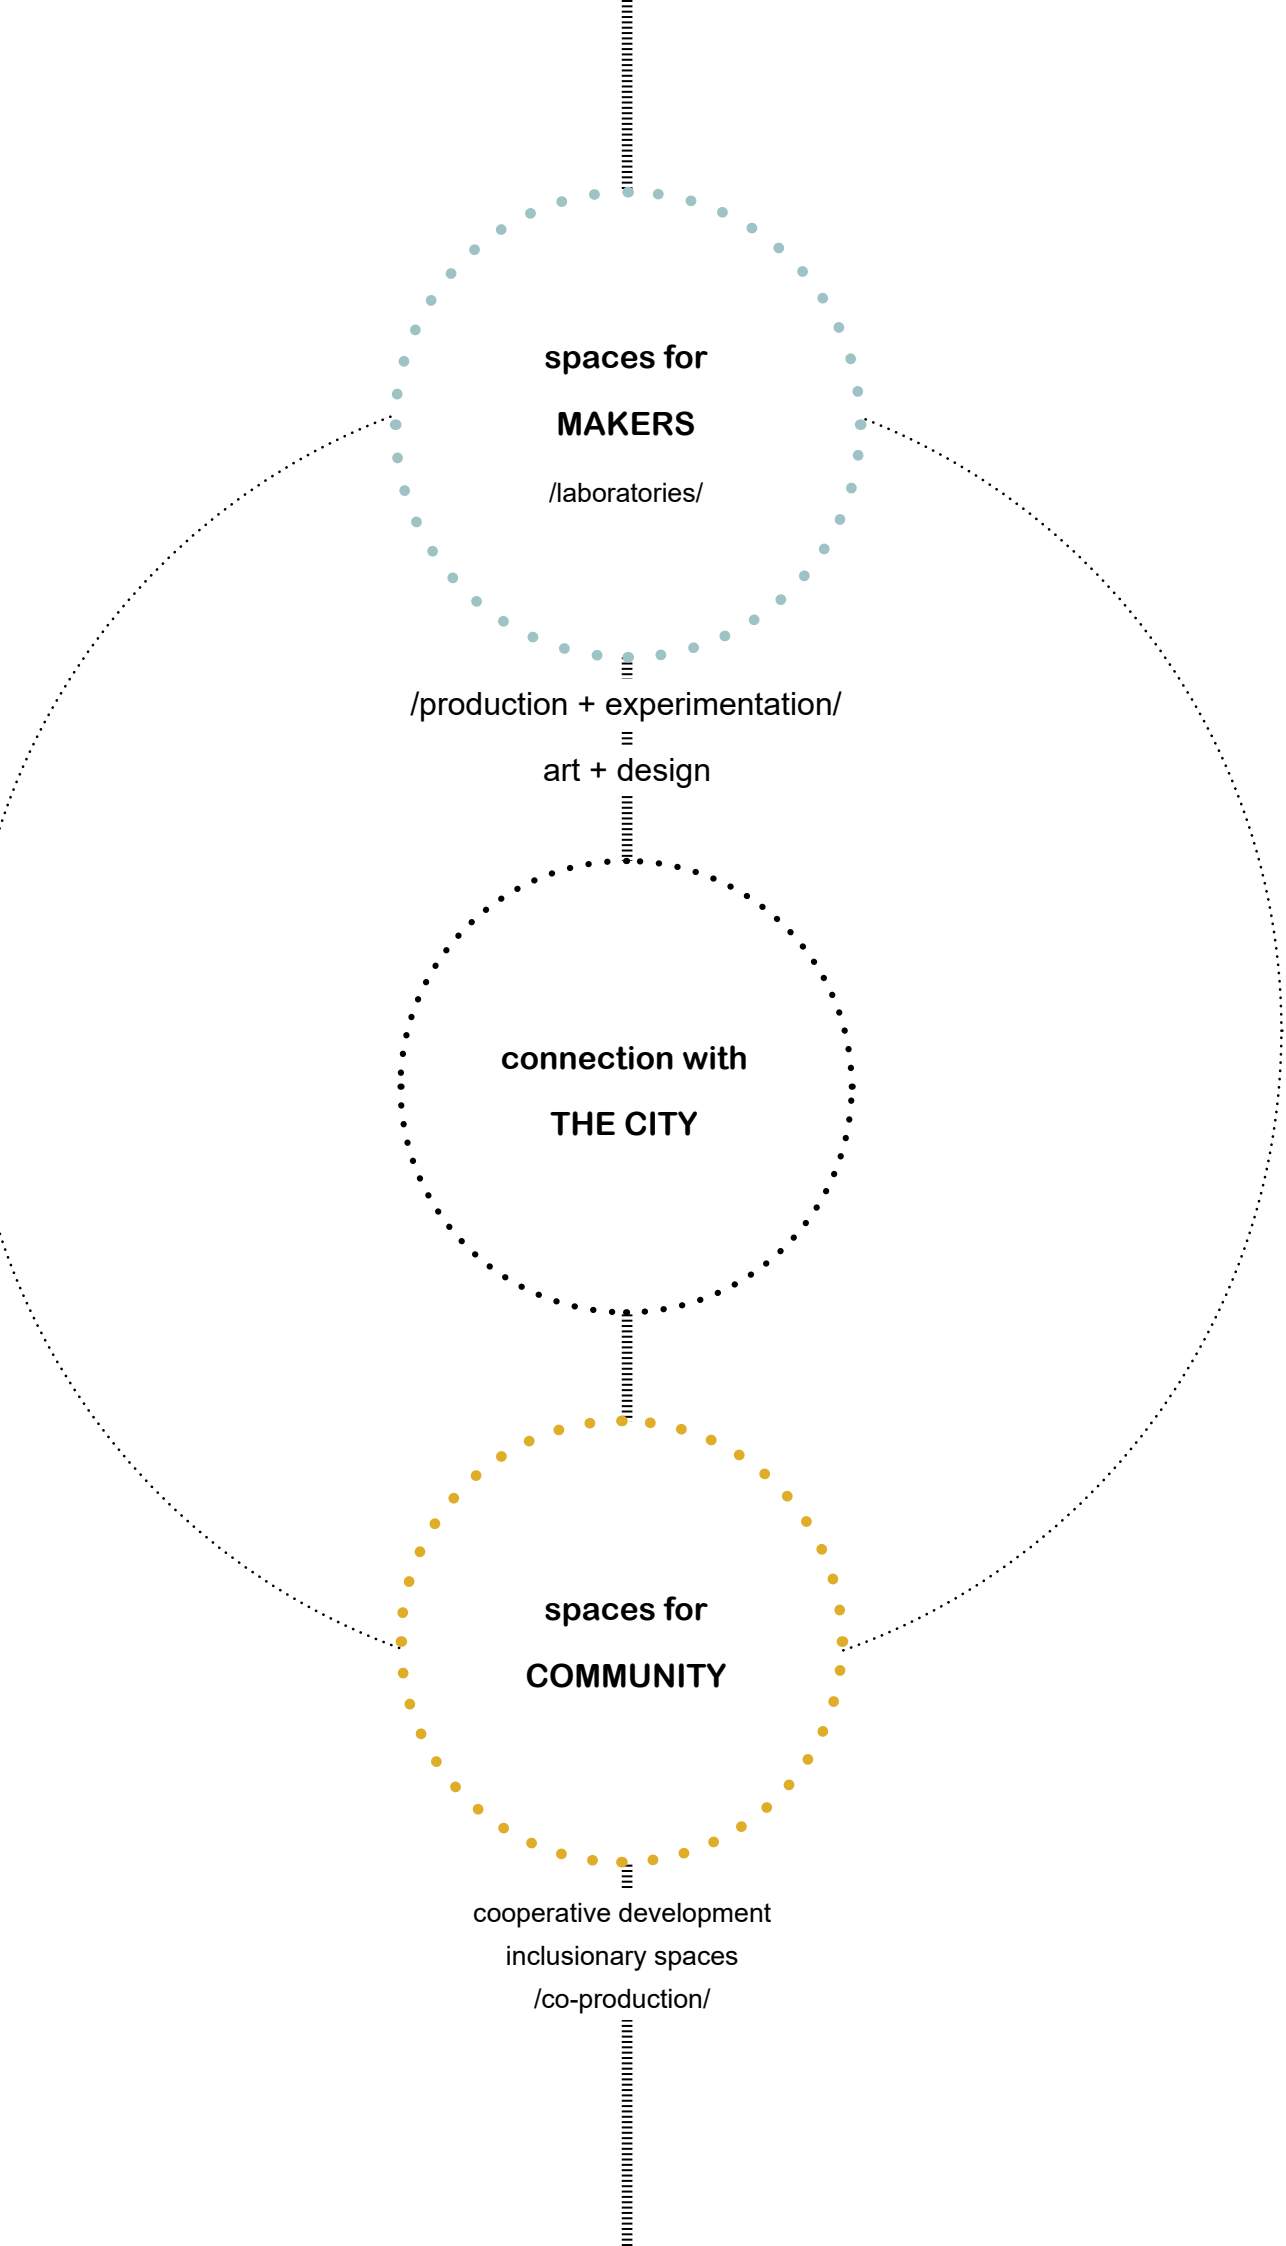 spaces for
MAKERS
/laboratories/
/production + experimentation/
art + design
connection with
THE CITY
spaces for
COMMUNITY
cooperative development
inclusionary spaces
/co-production/